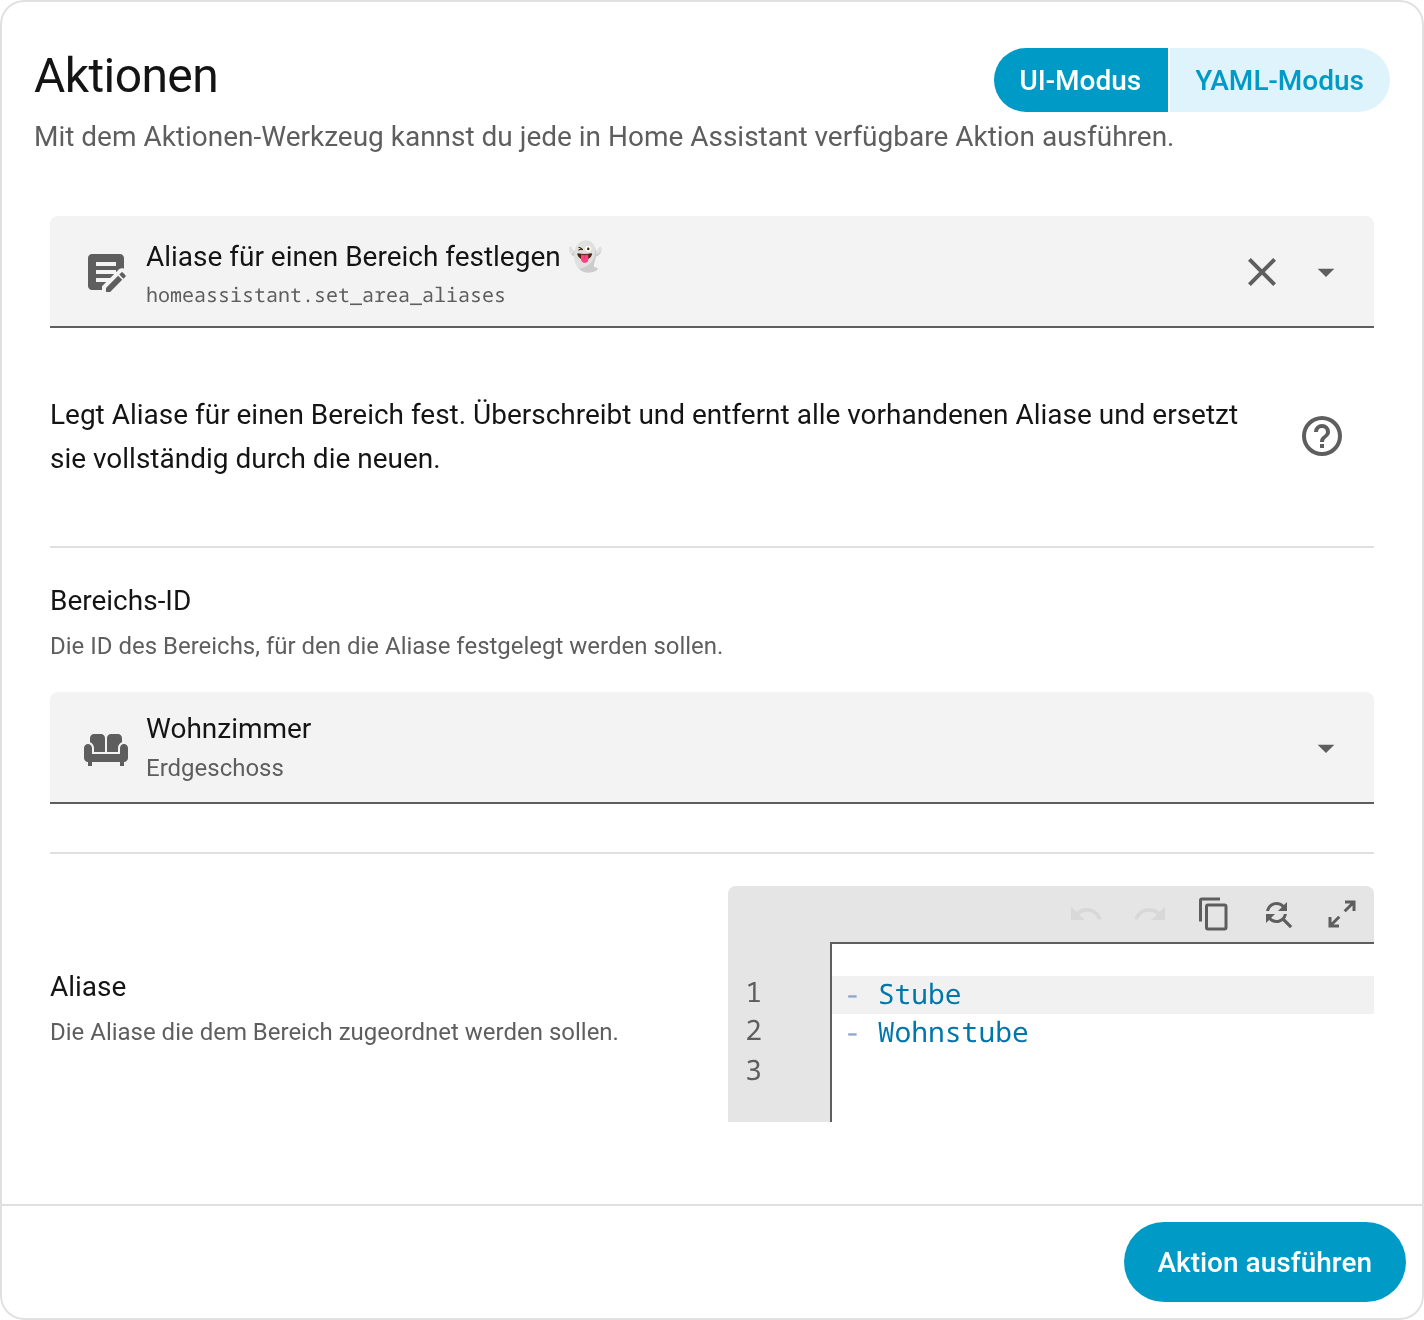 Aktionen
UI-Modus
YAML-Modus
Mit dem Aktionen-Werkzeug kannst du jede in Home Assistant verfügbare Aktion ausführen.
Aliase für einen Bereich festlegen 👻
homeassistant.set_area_aliases
Legt Aliase für einen Bereich fest. Überschreibt und entfernt alle vorhandenen Aliase und ersetzt
sie vollständig durch die neuen.
Bereichs-ID
Die ID des Bereichs, für den die Aliase festgelegt werden sollen.
Wohnzimmer
Erdgeschoss
Aliase
Die Aliase die dem Bereich zugeordnet werden sollen.
1 - Stube
2 - Wohnstube
3
Aktion ausführen